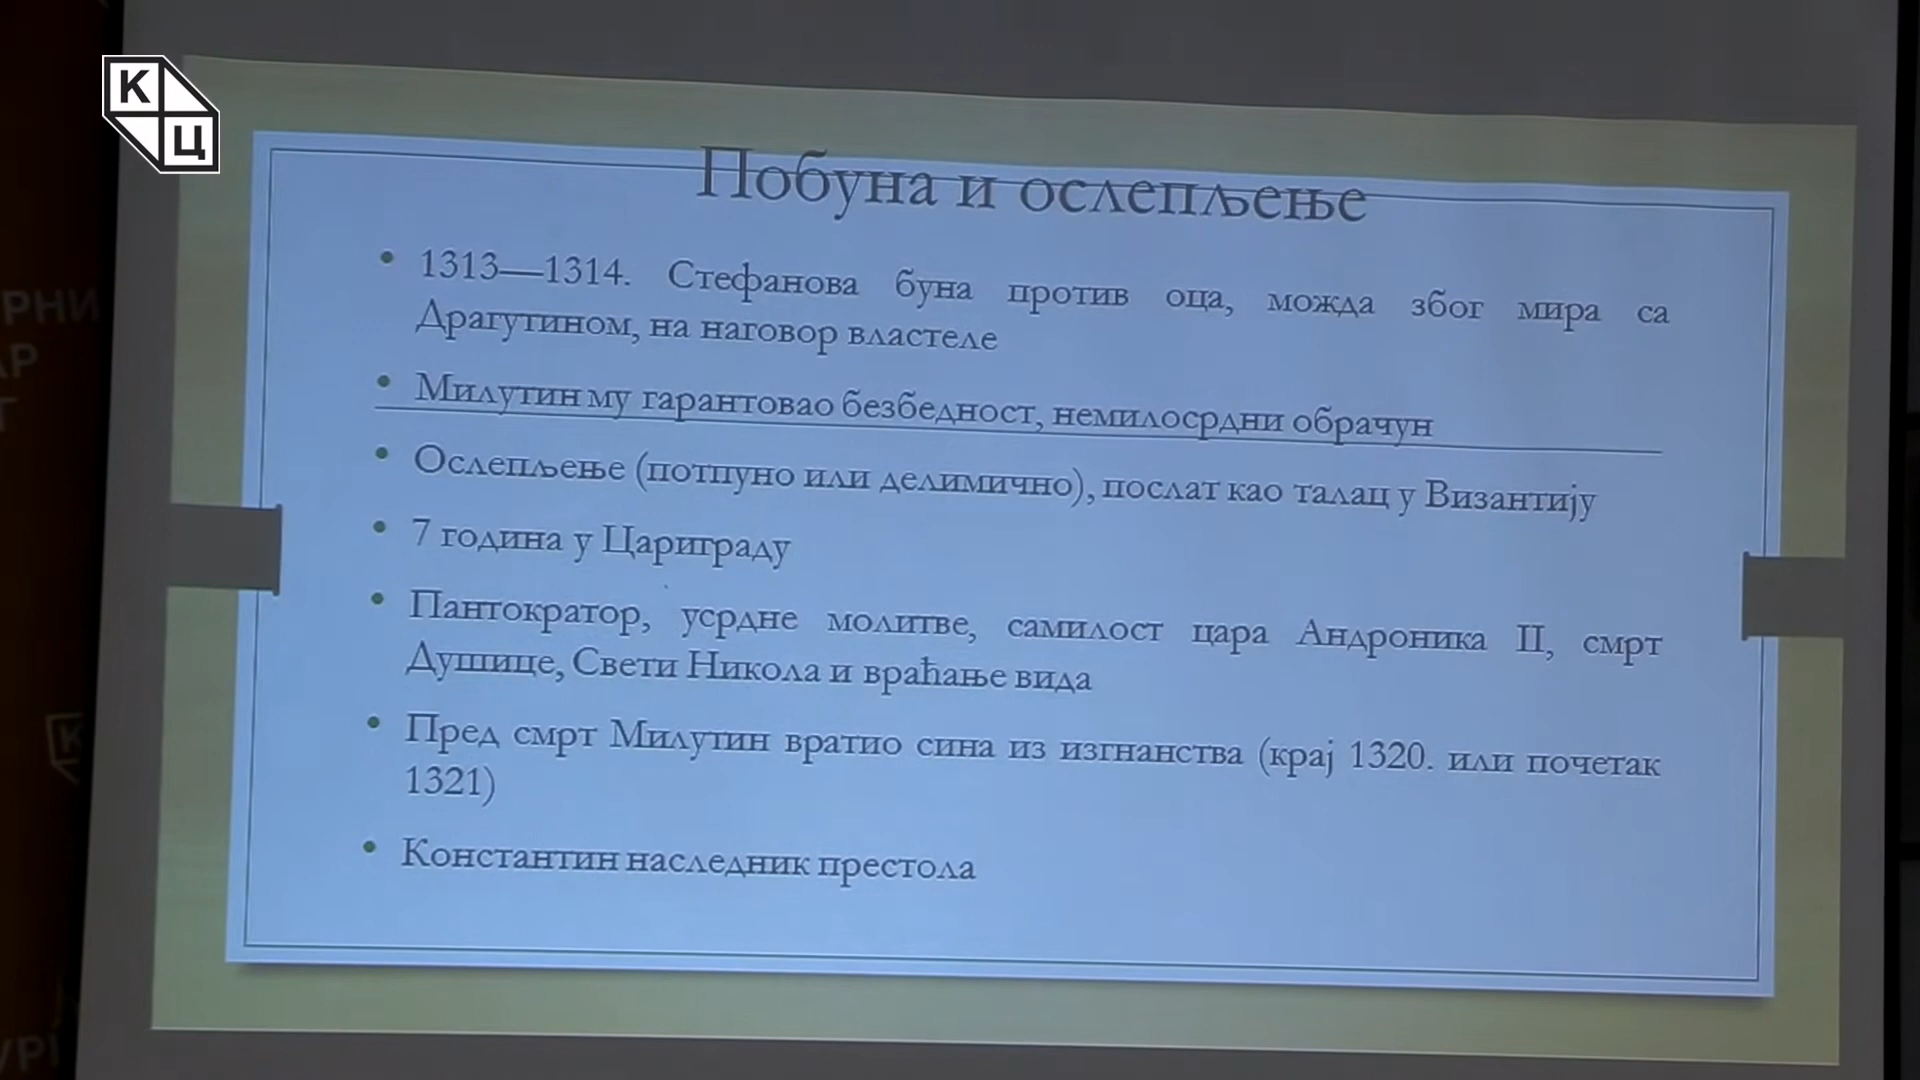 К
Ц
Побуна и ослепљење
• 1313—1314. Стефанова буна против оца, можда због мира са
Драгутином, на наговор властеле
• Милутин му гарантовао безбедност, немилосрдни обрачун
• Ослепљење (потпуно или делимично), послат као талац у Византију
• 7 година у Цариграду
• Пантократор, усрдне молитве, самилост цара Андроника II, смрт
Душице, Свети Никола и враћање вида
• Пред смрт Милутин вратио сина из изгнанства (крај 1320. или почетак
1321)
• Константин наследник престола